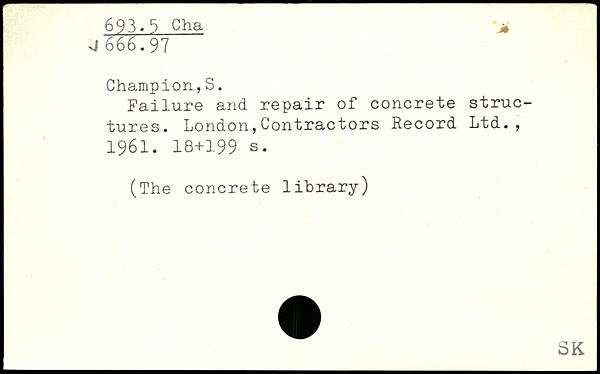 693.5 Cha
666.97
Champion,S.
Failure and repair of concrete struc-
tures. London,Contractors Record Ltd.,
1961. 18+199 s.
(The concrete library)
SK